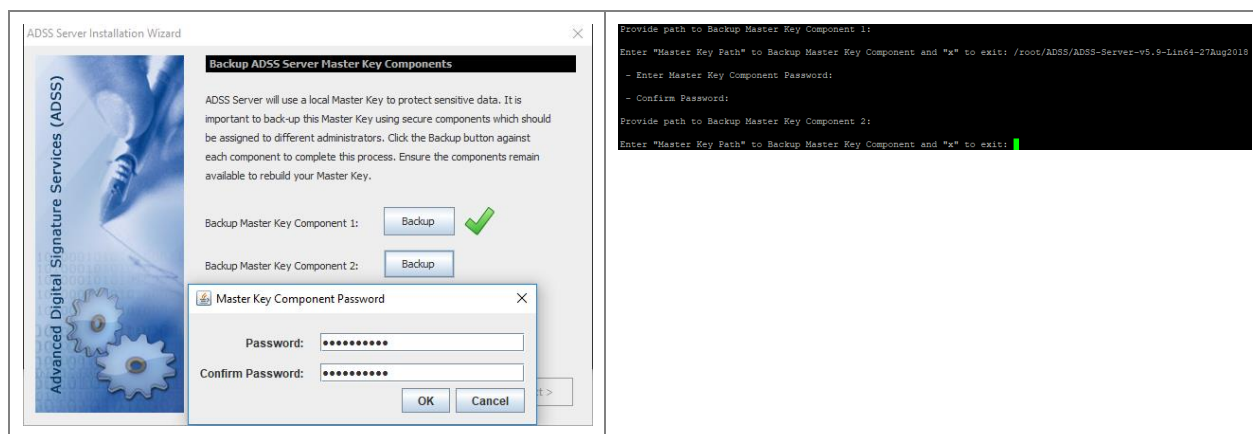 ADSS Server Installation Wizard
Advanced Digital Signature Services (ADSS)
Backup ADSS Server Master Key Components
ADSS Server will use a local Master Key to protect sensitive data. It is
important to back-up this Master Key using secure components which should
be assigned to different administrators. Click the Backup button against
each component to complete this process. Ensure the components remain
available to rebuild your Master Key.
Backup Master Key Component 1:
Backup
Backup Master Key Component 2:
Backup
Master Key Component Password
Password: ●●●●●●●●●●
Confirm Password: ●●●●●●●●●●
OK Cancel
Provide path to Backup Master Key Component 1:
Enter "Master Key Path" to Backup Master Key Component and "x" to exit: /root/ADSS/ADSS-Server-v5.9-Lin64-27Aug2018
- Enter Master Key Component Password:
- Confirm Password:
Provide path to Backup Master Key Component 2:
Enter "Master Key Path" to Backup Master Key Component and "x" to exit: